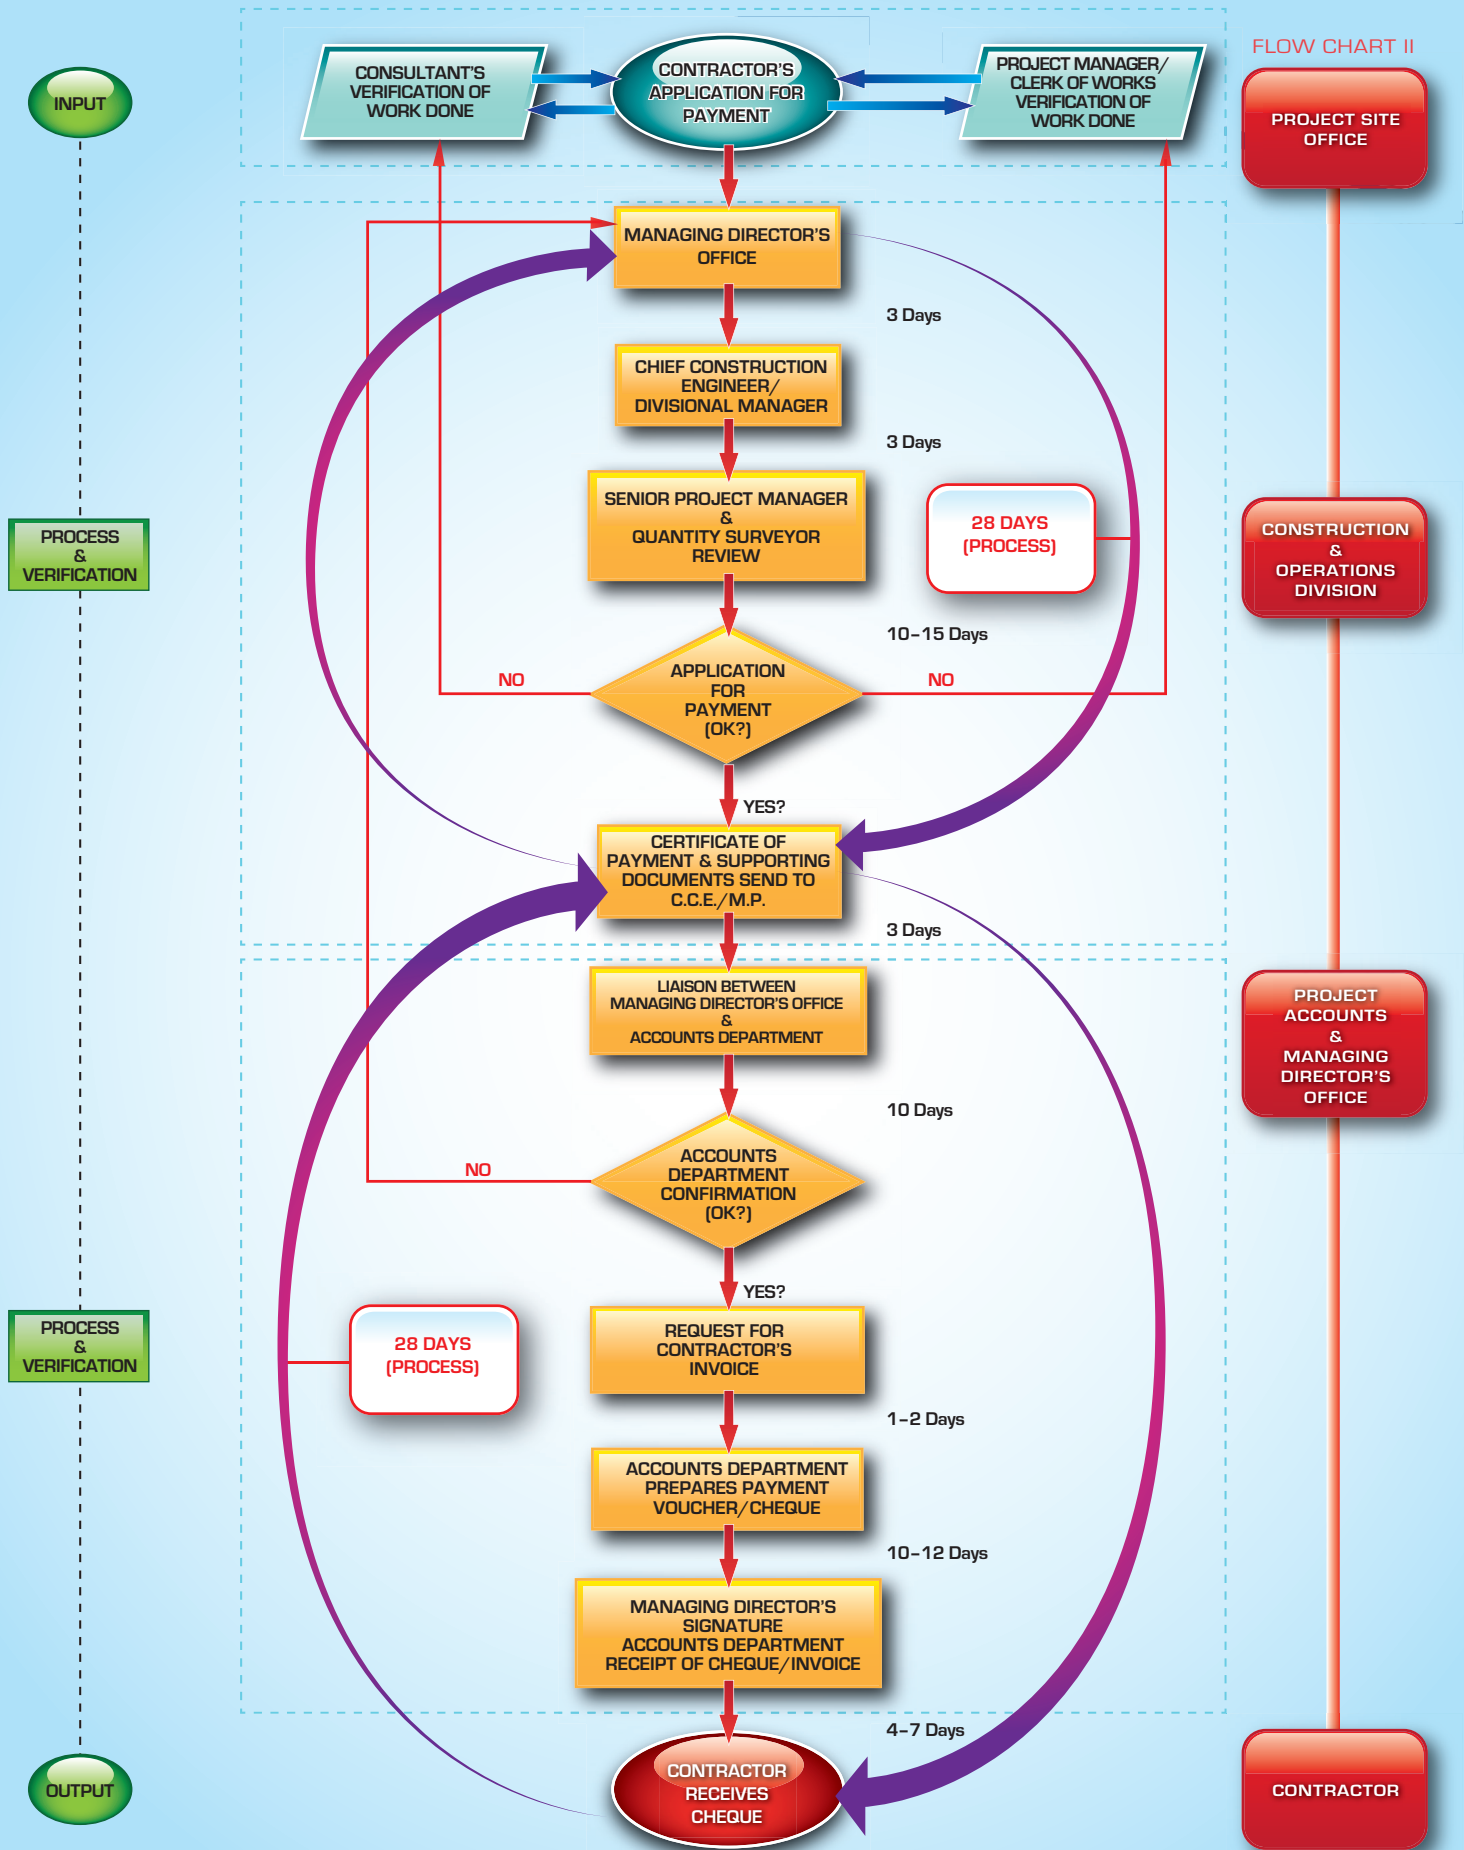 FLOW CHART II
INPUT
CONSULTANT'S
VERIFICATION OF
WORK DONE
CONTRACTOR'S
APPLICATION FOR
PAYMENT
PROJECT MANAGER/
CLERK OF WORKS
VERIFICATION OF
WORK DONE
PROJECT SITE
OFFICE
MANAGING DIRECTOR'S
OFFICE
3 Days
CHIEF CONSTRUCTION
ENGINEER/
DIVISIONAL MANAGER
3 Days
SENIOR PROJECT MANAGER
&
QUANTITY SURVEYOR
REVIEW
28 DAYS
(PROCESS)
PROCESS
&
VERIFICATION
CONSTRUCTION
&
OPERATIONS
DIVISION
10-15 Days
APPLICATION
FOR
PAYMENT
(OK?)
NO
NO
YES?
CERTIFICATE OF
PAYMENT & SUPPORTING
DOCUMENTS SEND TO
C.C.E./M.P.
3 Days
LIAISON BETWEEN
MANAGING DIRECTOR'S OFFICE
&
ACCOUNTS DEPARTMENT
PROJECT
ACCOUNTS
&
MANAGING
DIRECTOR'S
OFFICE
10 Days
ACCOUNTS
DEPARTMENT
CONFIRMATION
(OK?)
NO
YES?
REQUEST FOR
CONTRACTOR'S
INVOICE
PROCESS
&
VERIFICATION
28 DAYS
(PROCESS)
1-2 Days
ACCOUNTS DEPARTMENT
PREPARES PAYMENT
VOUCHER/CHEQUE
10-12 Days
MANAGING DIRECTOR'S
SIGNATURE
ACCOUNTS DEPARTMENT
RECEIPT OF CHEQUE/INVOICE
4-7 Days
OUTPUT
CONTRACTOR
RECEIVES
CHEQUE
CONTRACTOR